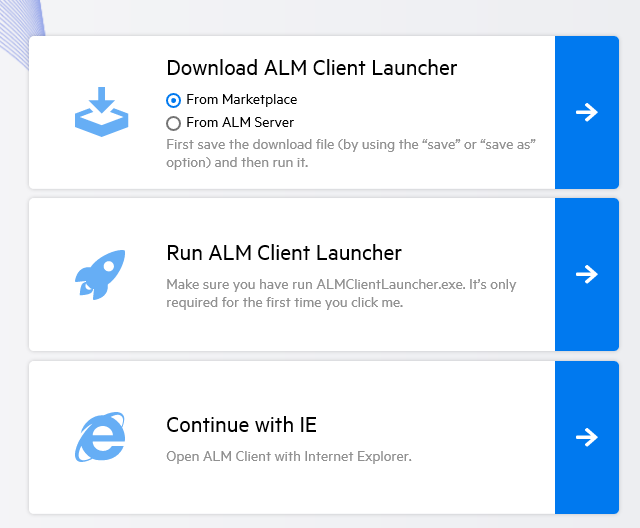 Download ALM Client Launcher
From Marketplace
From ALM Server
First save the download file (by using the “save” or “save as”
option) and then run it.
Run ALM Client Launcher
Make sure you have run ALMClientLauncher.exe. It’s only
required for the first time you click me.
Continue with IE
Open ALM Client with Internet Explorer.